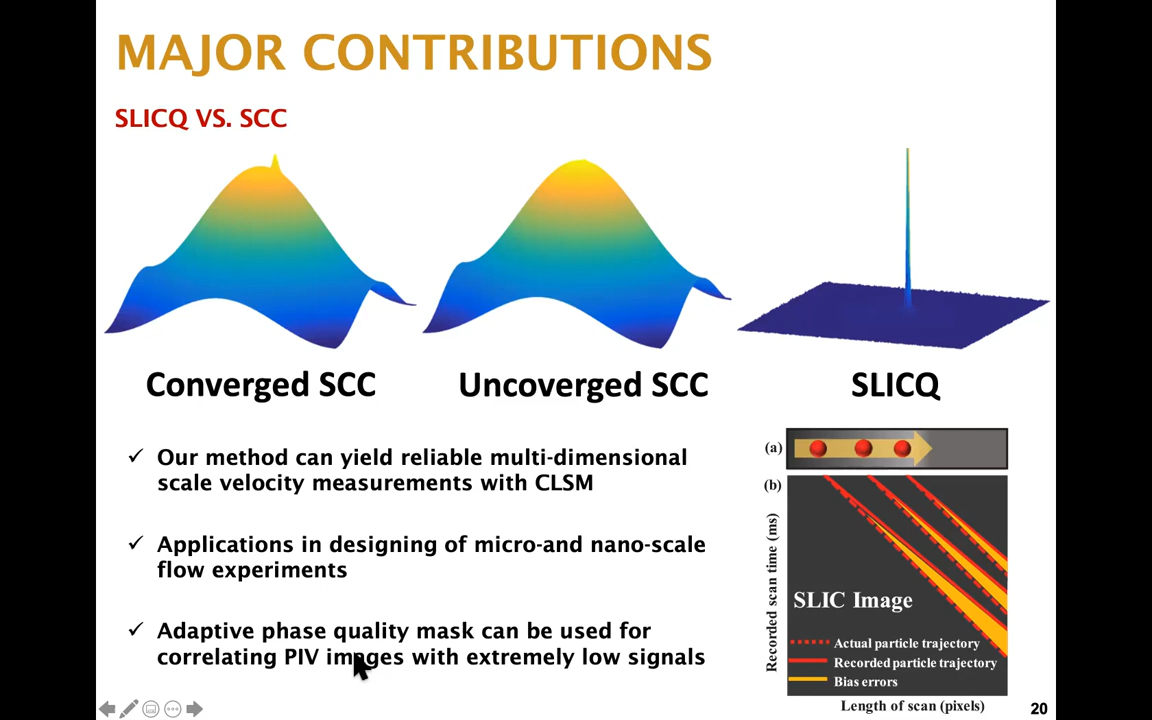 MAJOR CONTRIBUTIONS
SLICQ VS. SCC
Converged SCC
Uncoverged SCC
SLICQ
✓ Our method can yield reliable multi-dimensional
scale velocity measurements with CLSM
✓ Applications in designing of micro-and nano-scale
flow experiments
✓ Adaptive phase quality mask can be used for
correlating PIV images with extremely low signals
(a)
(b)
Recorded scan time (ms)
SLIC Image
Actual particle trajectory
Recorded particle trajectory
Bias errors
Length of scan (pixels)
20